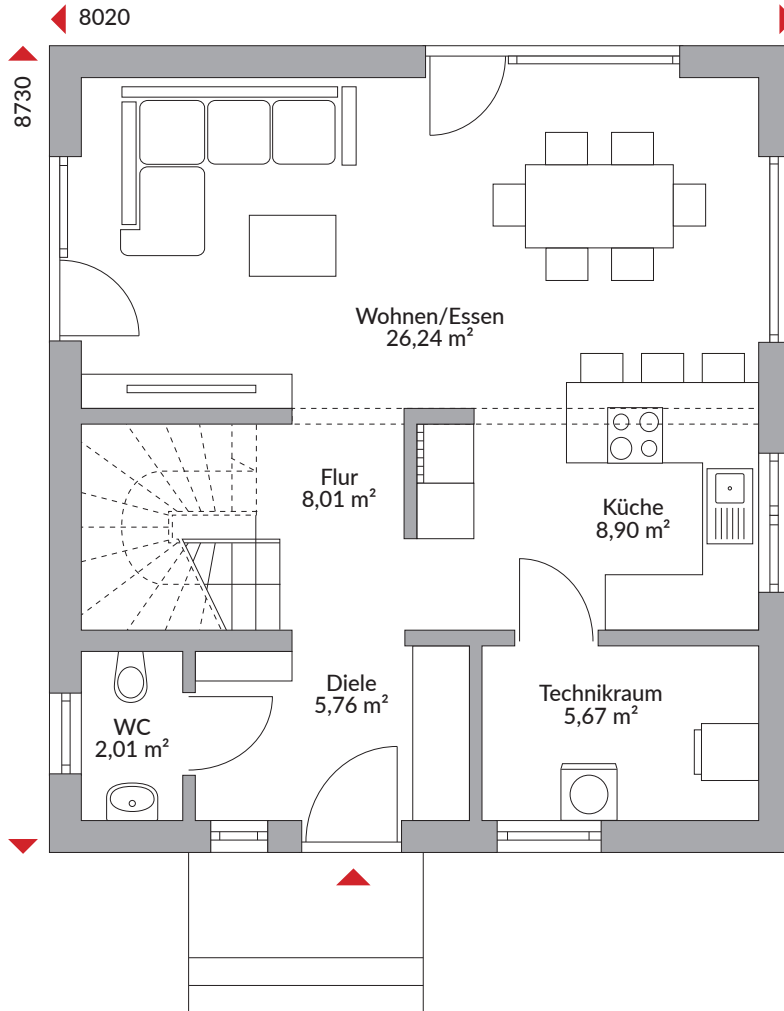 8020
8730
Wohnen/Essen
26,24 m²
Flur
8,01 m²
Küche
8,90 m²
Diele
5,76 m²
Technikraum
5,67 m²
WC
2,01 m²